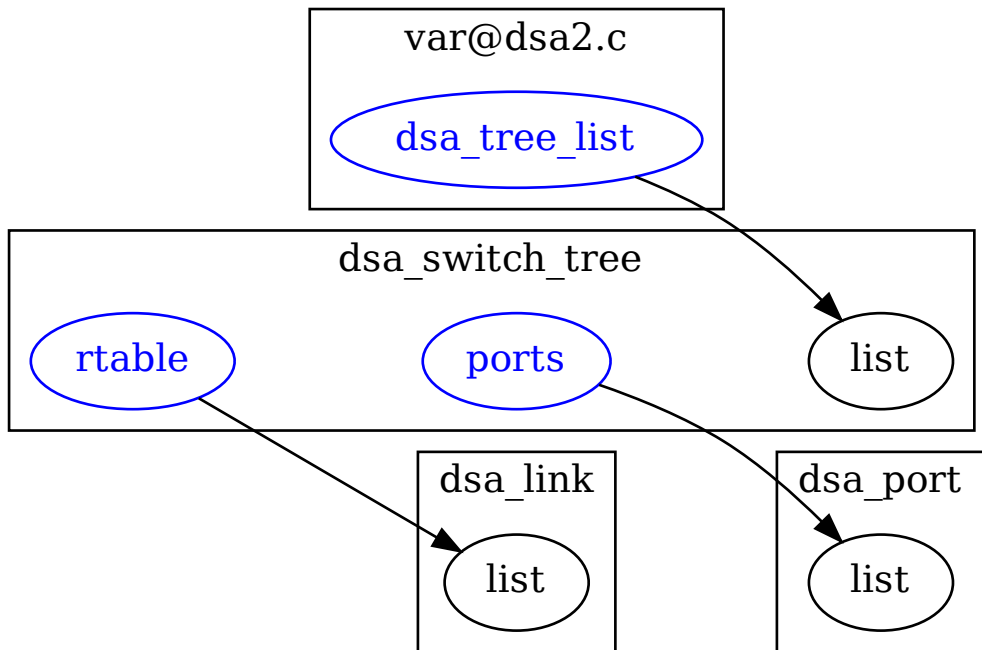 var@dsa2.c
dsa_tree_list
dsa_switch_tree
rtable
ports
list
dsa_link
dsa_port
list
list